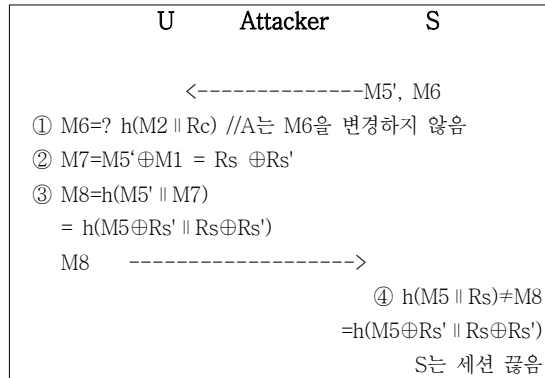 U Attacker S
<--------------M5', M6
① M6=? h(M2∥Rc) //A는 M6을 변경하지 않음
② M7=M5‘⊕M1 = Rs ⊕Rs'
③ M8=h(M5'∥M7)
= h(M5⊕Rs'∥Rs⊕Rs')
M8 ------------------->
④ h(M5∥Rs)≠M8
=h(M5⊕Rs'∥Rs⊕Rs')
S는 세션 끊음